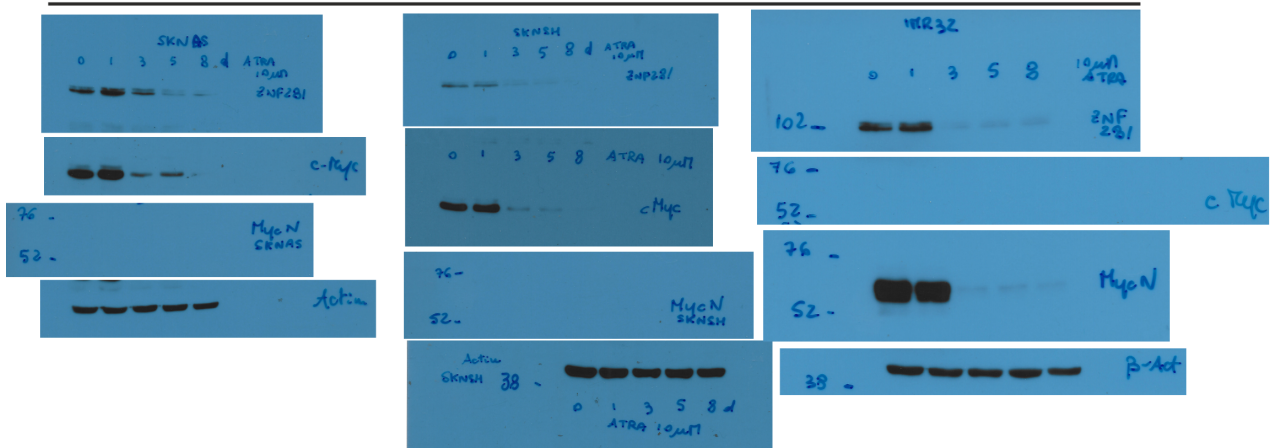 SKNAS
0 1 3 5 8 d ATRA
10 µM
ZNF281
c-Myc
76 -
MycN
SKNAS
52 -
Actin
SKNSH
0 1 3 5 8 d ATRA
10 µM
ZNF281
0 1 3 5 8 ATRA 10 µM
cMyc
76 -
MycN
52 -
SKNSH
Actin
SKNSH 38 -
0 1 3 5 8 d
ATRA 10 µM
IMR32
0 1 3 5 8 10 µM
ATRA
102 -
ZNF
281
76 -
52 -
c Myc
76 -
MycN
52 -
β-Act
38 -